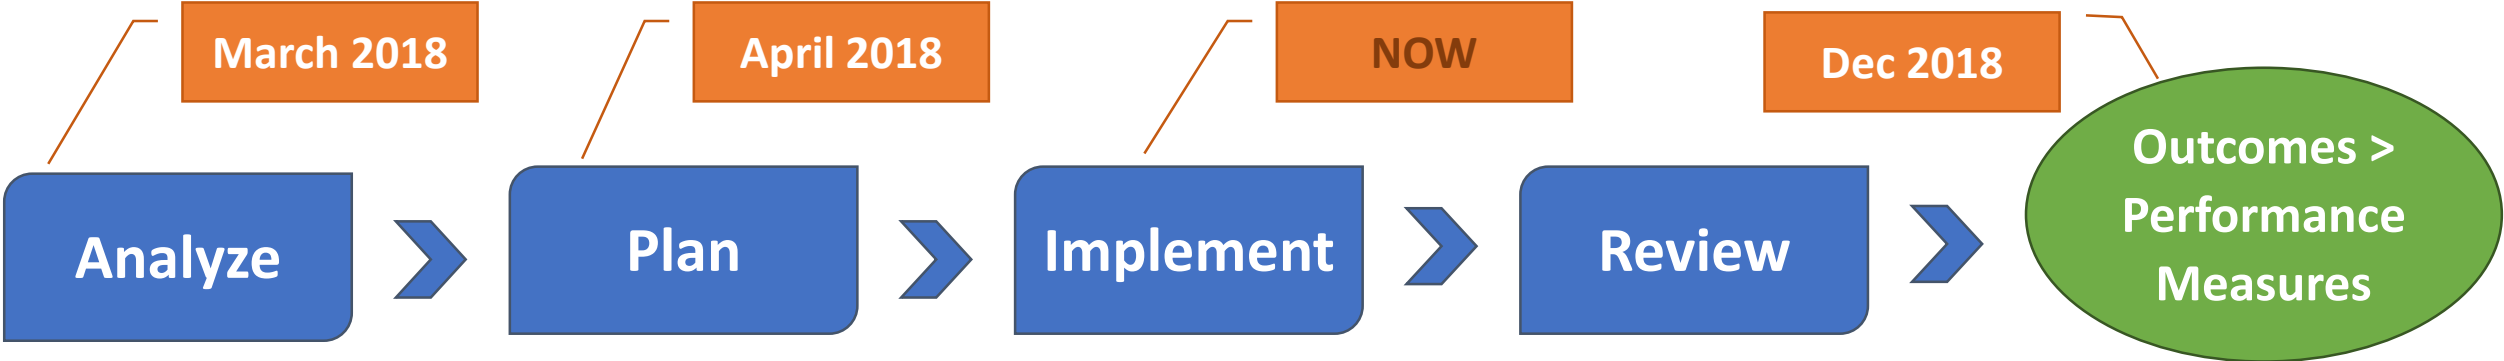 March 2018
April 2018
NOW
Dec 2018
Analyze
Plan
Implement
Review
Outcomes >
Performance
Measures